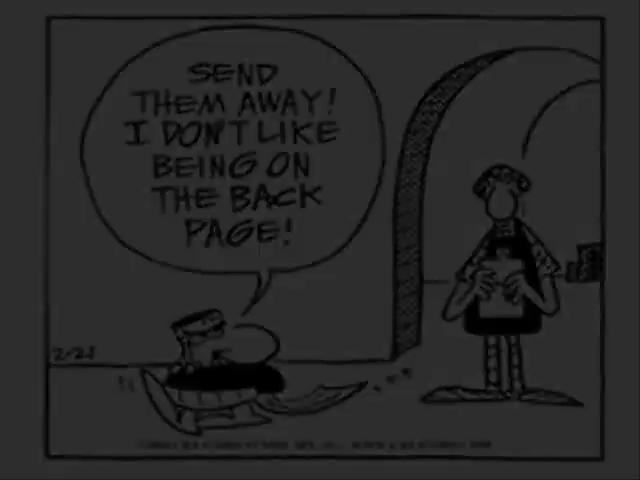 SEND
THEM AWAY!
I DON'T LIKE
BEING ON
THE BACK
PAGE!
2-21